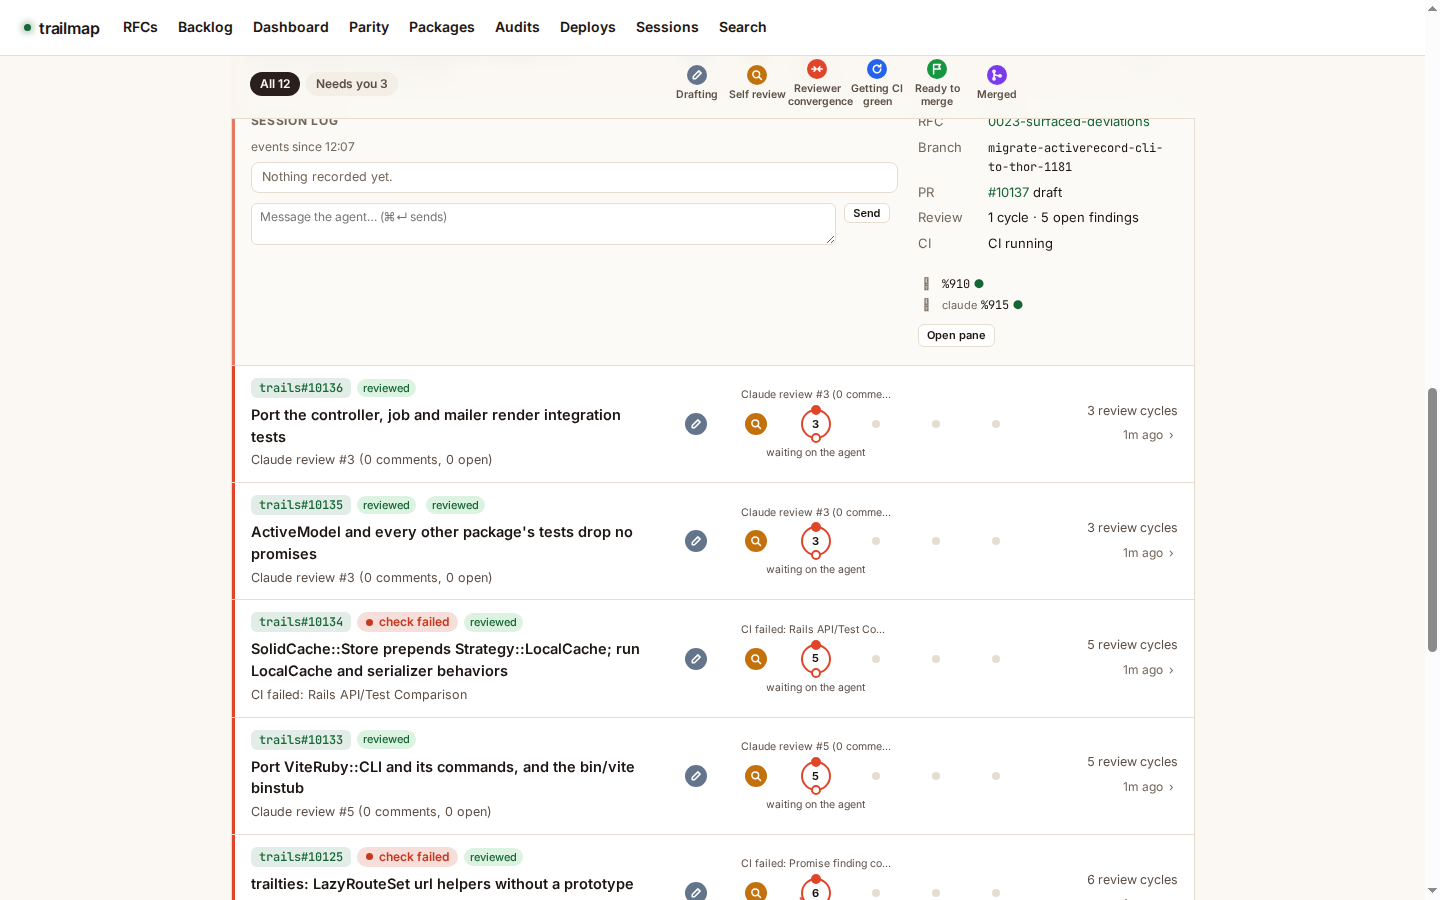 trailmap RFCs Backlog Dashboard Parity Packages Audits Deploys Sessions Search
All 12 Needs you 3
Drafting
Self review
Reviewer convergence
Getting CI green
Ready to merge
Merged
SESSION LOG
events since 12:07
Nothing recorded yet.
Message the agent... (⌘↵ sends)
Send
RFC 0023-surfaced-deviations
Branch migrate-activerecord-cli-
to-thor-1181
PR #10137 draft
Review 1 cycle · 5 open findings
CI CI running
%910
claude %915
Open pane
trails#10136 reviewed
Port the controller, job and mailer render integration
tests
Claude review #3 (0 comments, 0 open)
Claude review #3 (0 comme...
3
waiting on the agent
3 review cycles
1m ago ›
trails#10135 reviewed reviewed
ActiveModel and every other package's tests drop no
promises
Claude review #3 (0 comments, 0 open)
Claude review #3 (0 comme...
3
waiting on the agent
3 review cycles
1m ago ›
trails#10134 check failed reviewed
SolidCache::Store prepends Strategy::LocalCache; run
LocalCache and serializer behaviors
CI failed: Rails API/Test Comparison
CI failed: Rails API/Test Co...
5
waiting on the agent
5 review cycles
1m ago ›
trails#10133 reviewed
Port ViteRuby::CLI and its commands, and the bin/vite
binstub
Claude review #5 (0 comments, 0 open)
Claude review #5 (0 comme...
5
waiting on the agent
5 review cycles
1m ago ›
trails#10125 check failed reviewed
trailties: LazyRouteSet url helpers without a prototype
CI failed: Promise finding co...
6
6 review cycles